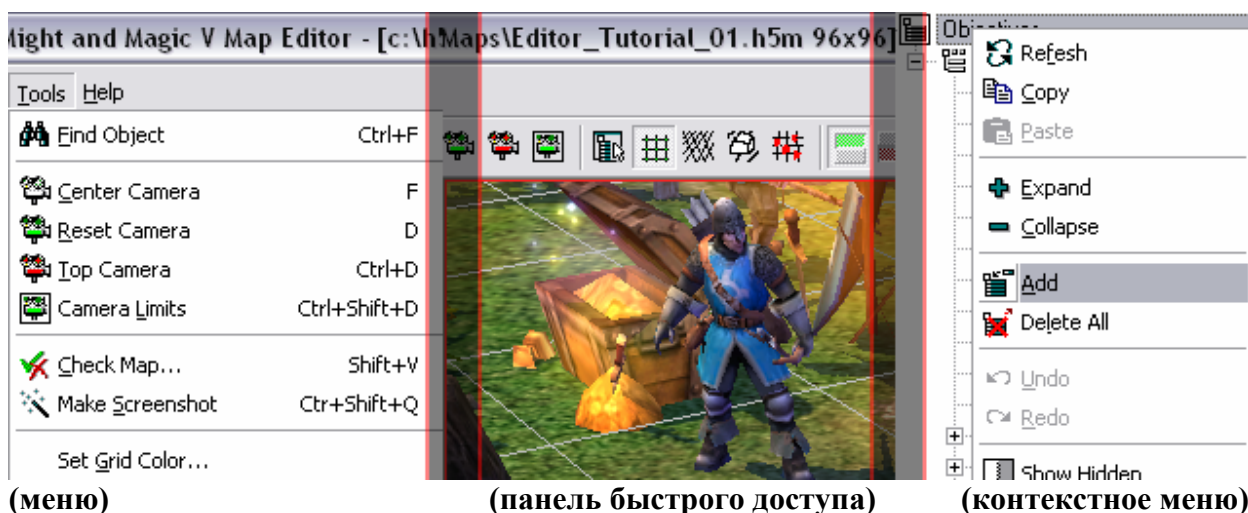 Might and Magic V Map Editor - [c:\h
Maps\Editor_Tutorial_01.h5m 96x96]
Tools Help
Find Object Ctrl+F
Center Camera F
Reset Camera D
Top Camera Ctrl+D
Camera Limits Ctrl+Shift+D
Check Map... Shift+V
Make Screenshot Ctr+Shift+Q
Set Grid Color...
Objectives
Refesh
Copy
Paste
Expand
Collapse
Add
Delete All
Undo
Redo
Show Hidden
(меню) (панель быстрого доступа) (контекстное меню)